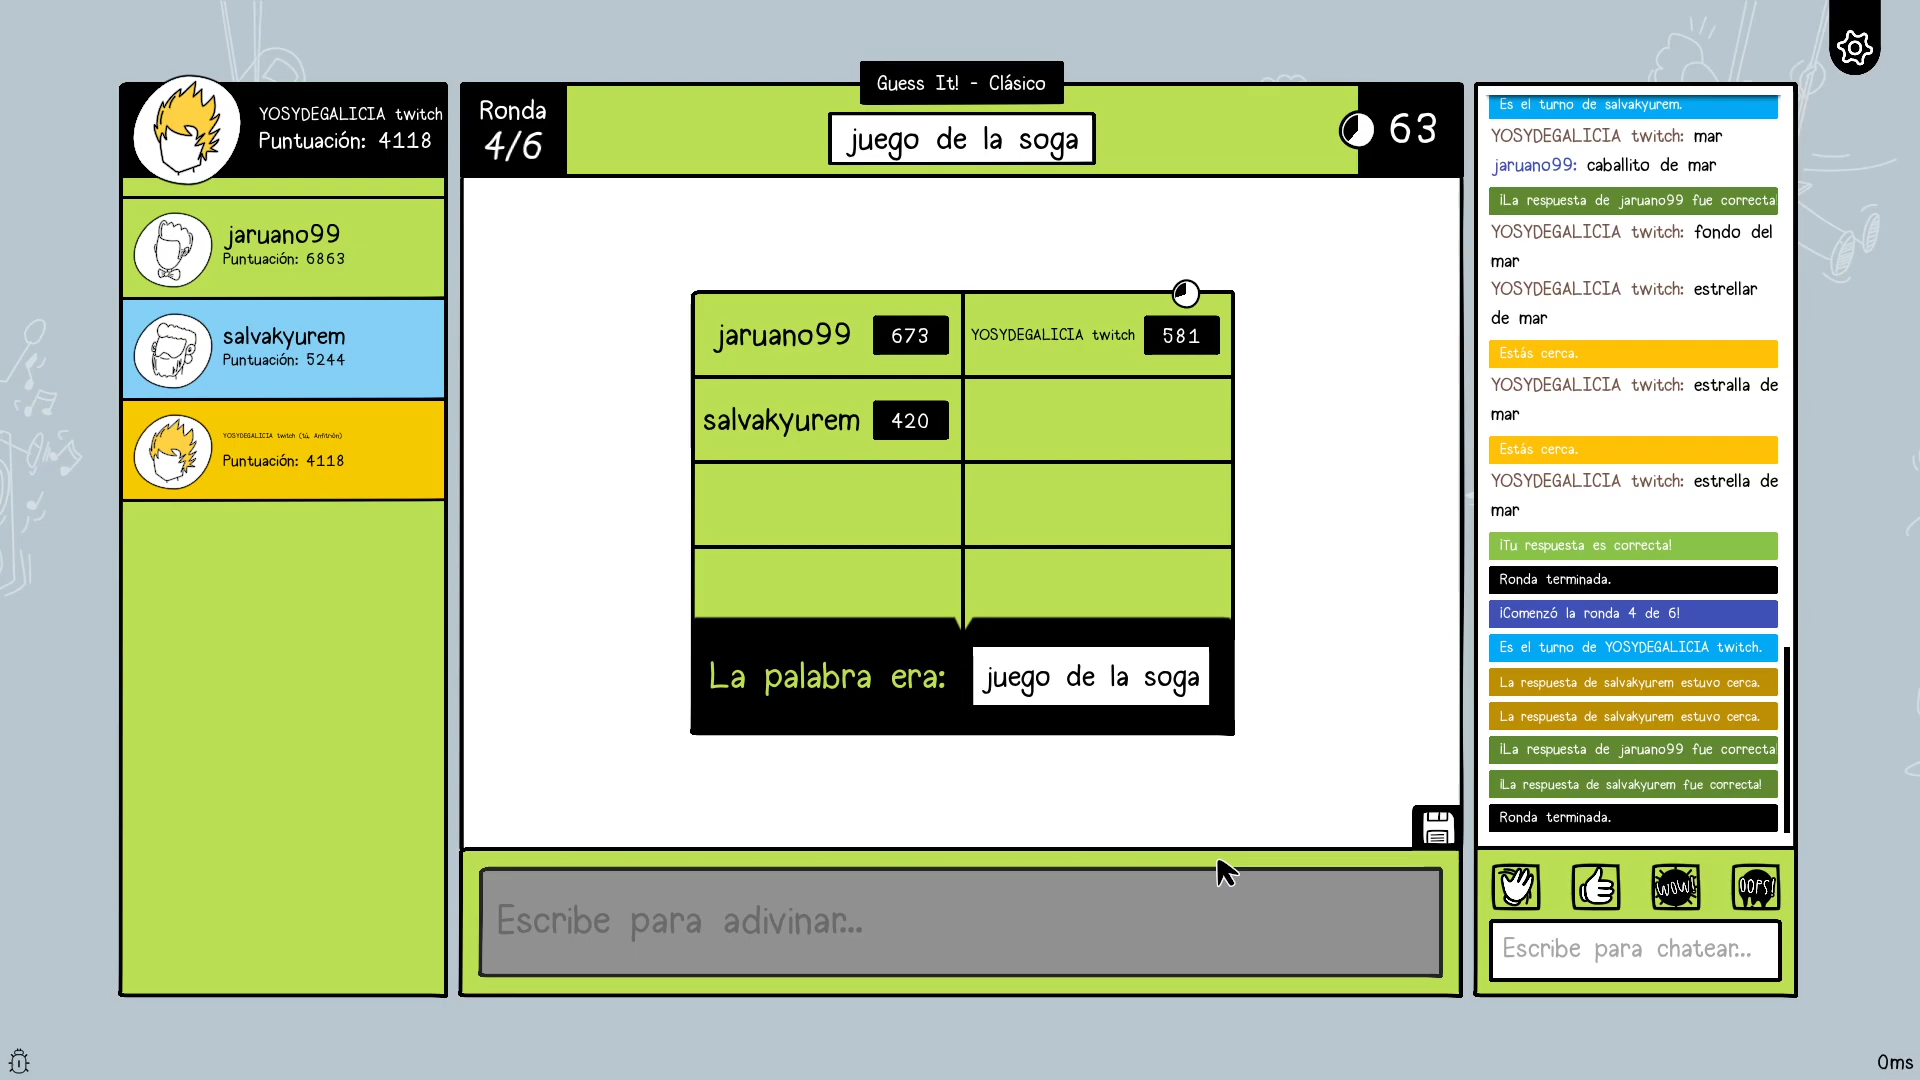 Guess It! - Clásico
YOSYDEGALICIA twitch
Puntuación: 4118
Ronda
4/6
juego de la soga
63
jaruano99
Puntuación: 6863
salvakyurem
Puntuación: 5244
YOSYDEGALICIA twitch (tú, Anfitrión)
Puntuación: 4118
jaruano99 673
YOSYDEGALICIA twitch 581
salvakyurem 420
La palabra era: juego de la soga
Escribe para adivinar...
Es el turno de salvakyurem.
YOSYDEGALICIA twitch: mar
jaruano99: caballito de mar
¡La respuesta de jaruano99 fue correcta
YOSYDEGALICIA twitch: fondo del
mar
YOSYDEGALICIA twitch: estrellar
de mar
Estás cerca.
YOSYDEGALICIA twitch: estralla de
mar
Estás cerca.
YOSYDEGALICIA twitch: estrella de
mar
¡Tu respuesta es correcta!
Ronda terminada.
¡Comenzó la ronda 4 de 6!
Es el turno de YOSYDEGALICIA twitch.
La respuesta de salvakyurem estuvo cerca.
La respuesta de salvakyurem estuvo cerca.
¡La respuesta de jaruano99 fue correcta
¡La respuesta de salvakyurem fue correcta!
Ronda terminada.
WOW!
OOPS!
Escribe para chatear...
0ms